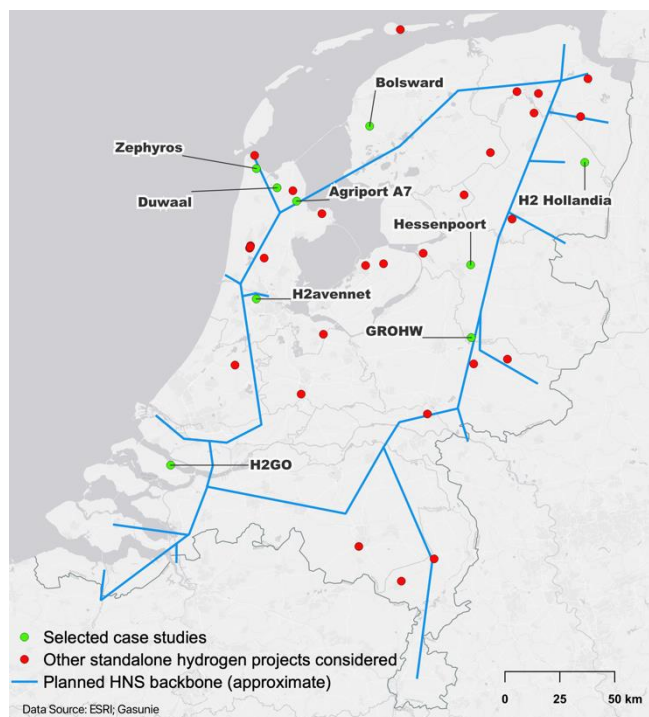 Bolsward
Zephyros
Duwaal
Agriport A7
H2 Hollandia
Hessenpoort
H2avennet
GROHW
H2GO
Selected case studies
Other standalone hydrogen projects considered
Planned HNS backbone (approximate)
0 25 50 km
Data Source: ESRI; Gasunie